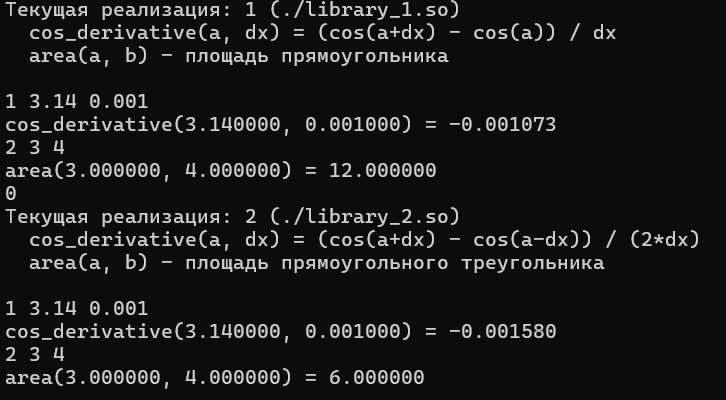 Текущая реализация: 1 (./library_1.so)
cos_derivative(a, dx) = (cos(a+dx) - cos(a)) / dx
area(a, b) - площадь прямоугольника
1 3.14 0.001
cos_derivative(3.140000, 0.001000) = -0.001073
2 3 4
area(3.000000, 4.000000) = 12.000000
0
Текущая реализация: 2 (./library_2.so)
cos_derivative(a, dx) = (cos(a+dx) - cos(a-dx)) / (2*dx)
area(a, b) - площадь прямоугольного треугольника
1 3.14 0.001
cos_derivative(3.140000, 0.001000) = -0.001580
2 3 4
area(3.000000, 4.000000) = 6.000000